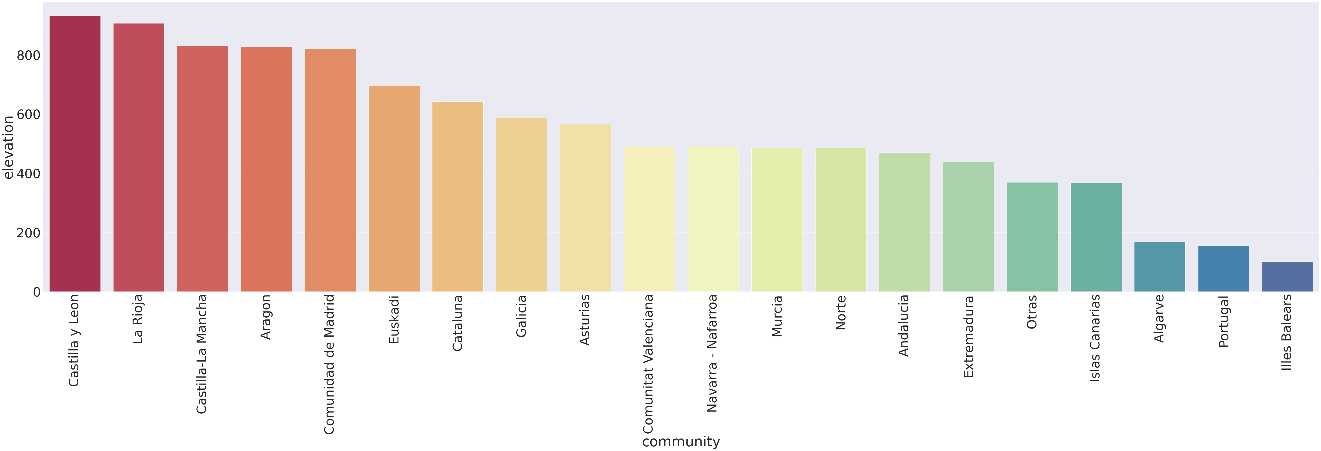 elevation
800
600
400
200
0
Castilla y Leon
La Rioja
Castilla-La Mancha
Aragon
Comunidad de Madrid
Euskadi
Cataluna
Galicia
Asturias
Comunitat Valenciana
Navarra - Nafarroa
Murcia
Norte
Andalucia
Extremadura
Otras
Islas Canarias
Algarve
Portugal
Illes Balears
community